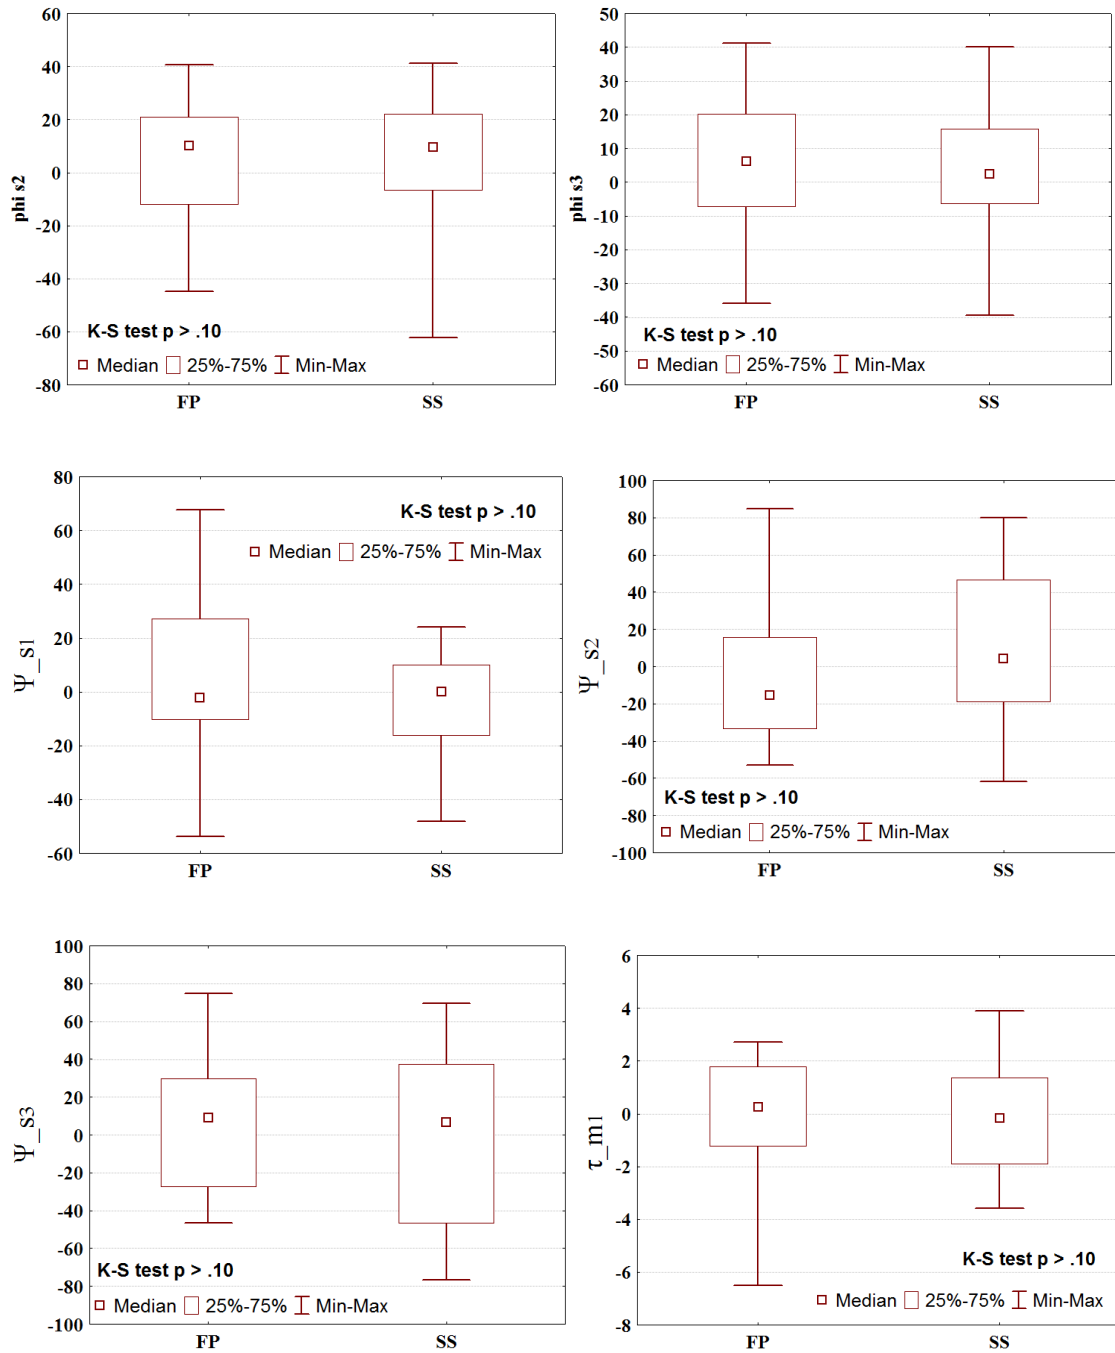 60
40
20
0
-20
-40
-60
-80
phi s2
K-S test p > .10
Median 25%-75% Min-Max
FP SS
50
40
30
20
10
0
-10
-20
-30
-40
-50
-60
phi s3
K-S test p > .10
Median 25%-75% Min-Max
FP SS
80
60
40
20
0
-20
-40
-60
Ψ_s1
K-S test p > .10
Median 25%-75% Min-Max
FP SS
100
80
60
40
20
0
-20
-40
-60
-80
-100
Ψ_s2
K-S test p > .10
Median 25%-75% Min-Max
FP SS
100
80
60
40
20
0
-20
-40
-60
-80
-100
Ψ_s3
K-S test p > .10
Median 25%-75% Min-Max
FP SS
6
4
2
0
-2
-4
-6
-8
τ_m1
K-S test p > .10
Median 25%-75% Min-Max
FP SS